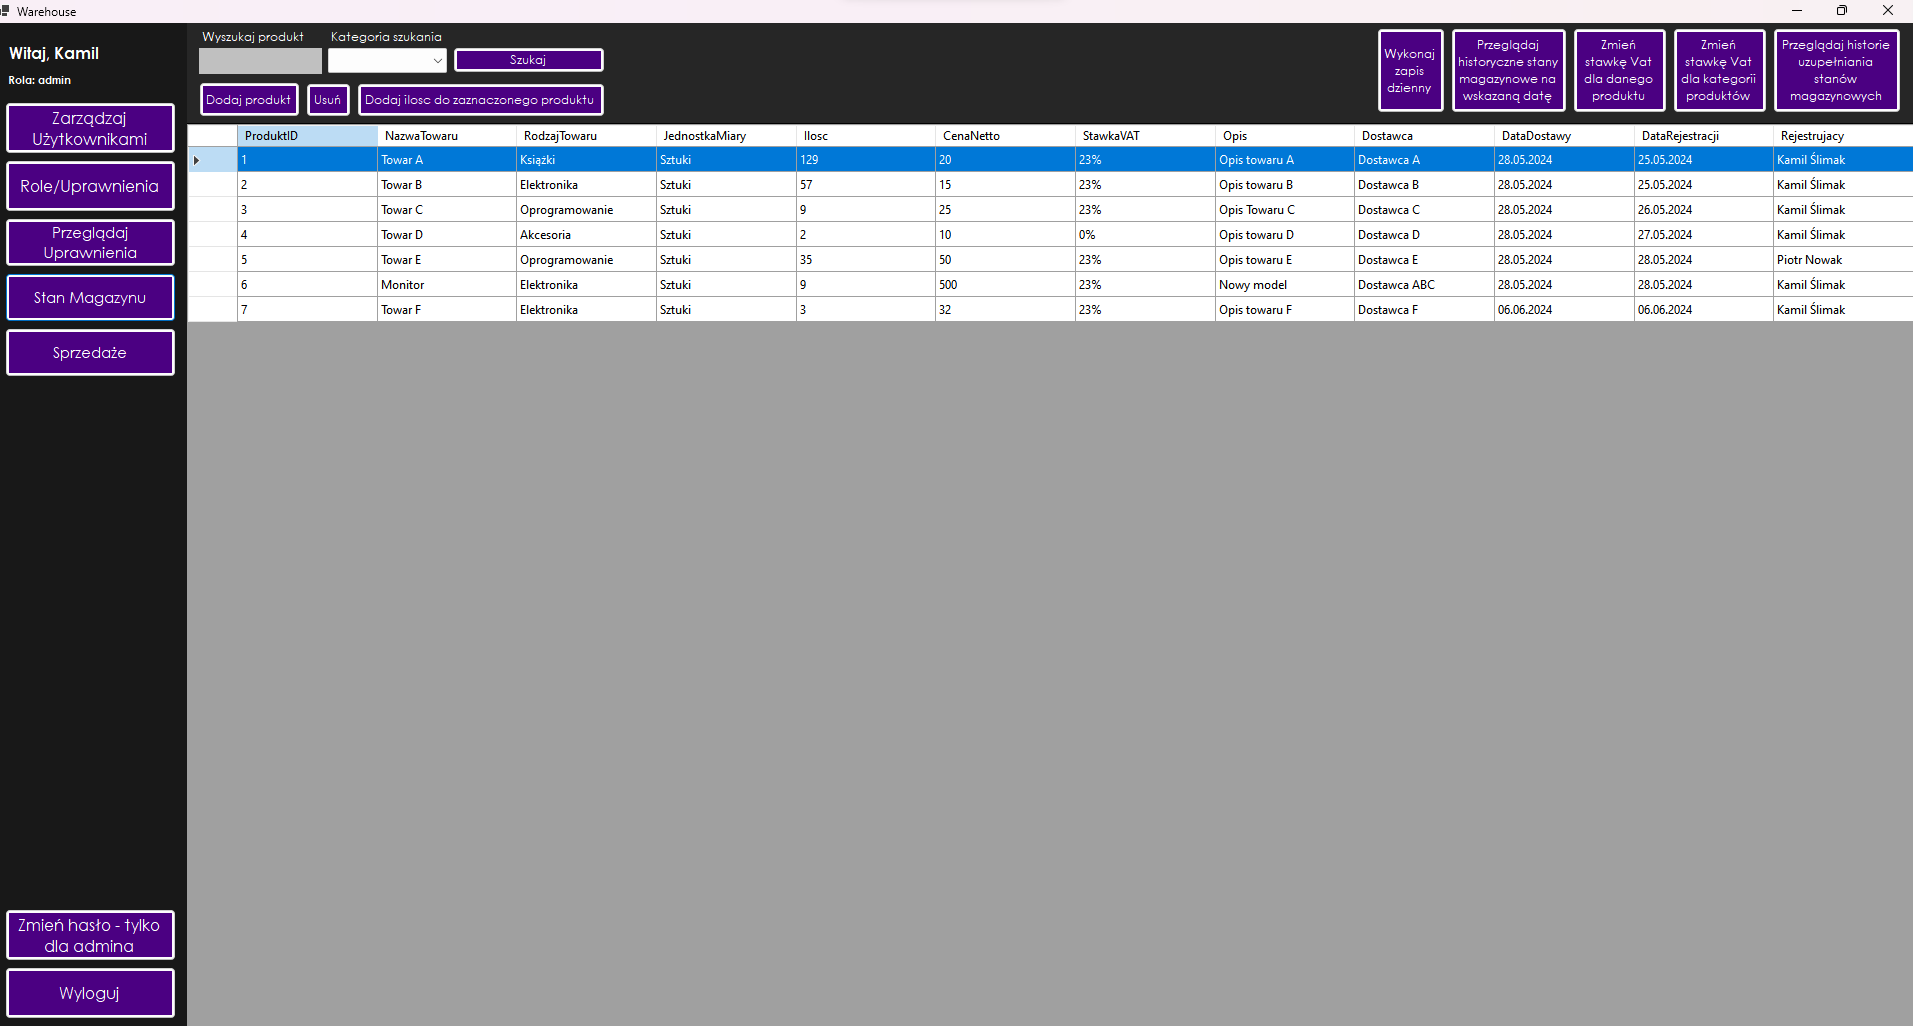 Warehouse
Witaj, Kamil
Rola: admin
Zarządzaj
Użytkownikami
Role/Uprawnienia
Przeglądaj
Uprawnienia
Stan Magazynu
Sprzedaże
Zmień hasło - tylko
dla admina
Wyloguj
Wyszukaj produkt
Kategoria szukania
Szukaj
Dodaj produkt
Usuń
Dodaj ilosc do zaznaczonego produktu
Wykonaj
zapis
dzienny
Przeglądaj
historyczne stany
magazynowe na
wskazaną datę
Zmień
stawkę Vat
dla danego
produktu
Zmień
stawkę Vat
dla kategorii
produktów
Przeglądaj historie
uzupełniania
stanów
magazynowych
ProduktID NazwaTowaru RodzajTowaru JednostkaMiary Ilosc CenaNetto StawkaVAT Opis Dostawca DataDostawy DataRejestracji Rejestrujacy
1 Towar A Książki Sztuki 129 20 23% Opis towaru A Dostawca A 28.05.2024 25.05.2024 Kamil Ślimak
2 Towar B Elektronika Sztuki 57 15 23% Opis towaru B Dostawca B 28.05.2024 25.05.2024 Kamil Ślimak
3 Towar C Oprogramowanie Sztuki 9 25 23% Opis Towaru C Dostawca C 28.05.2024 26.05.2024 Kamil Ślimak
4 Towar D Akcesoria Sztuki 2 10 0% Opis towaru D Dostawca D 28.05.2024 27.05.2024 Kamil Ślimak
5 Towar E Oprogramowanie Sztuki 35 50 23% Opis towaru E Dostawca E 28.05.2024 28.05.2024 Piotr Nowak
6 Monitor Elektronika Sztuki 9 500 23% Nowy model Dostawca ABC 28.05.2024 28.05.2024 Kamil Ślimak
7 Towar F Elektronika Sztuki 3 32 23% Opis towaru F Dostawca F 06.06.2024 06.06.2024 Kamil Ślimak